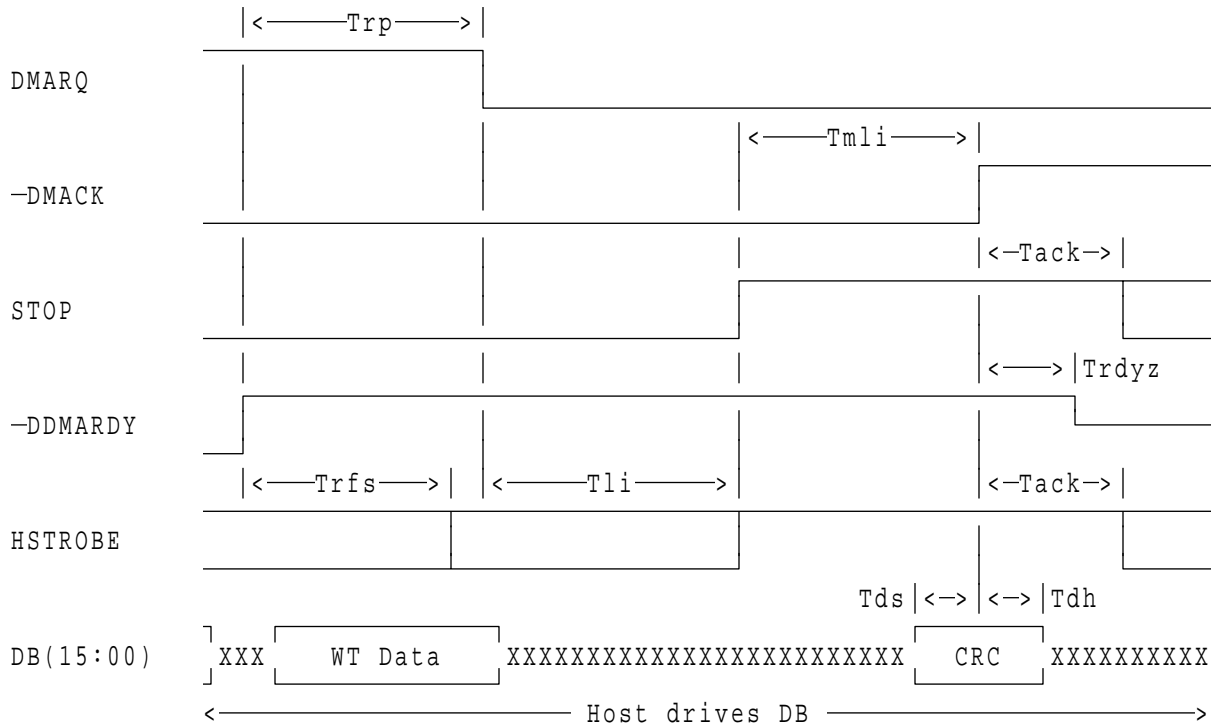 |<——Trp——>|
DMARQ
|<——Tmli——>|
—DMACK
|<—Tack—>|
STOP
|<——>|Trdyz
—DDMARDY
|<——Trfs——>| |<———Tli———>| |<—Tack—>|
HSTROBE
Tds|<—>|<—>|Tdh
DB(15:00) XXX WT Data XXXXXXXXXXXXXXXXXXXXXXXXX CRC XXXXXXXXXX
<———————— Host drives DB ————————>